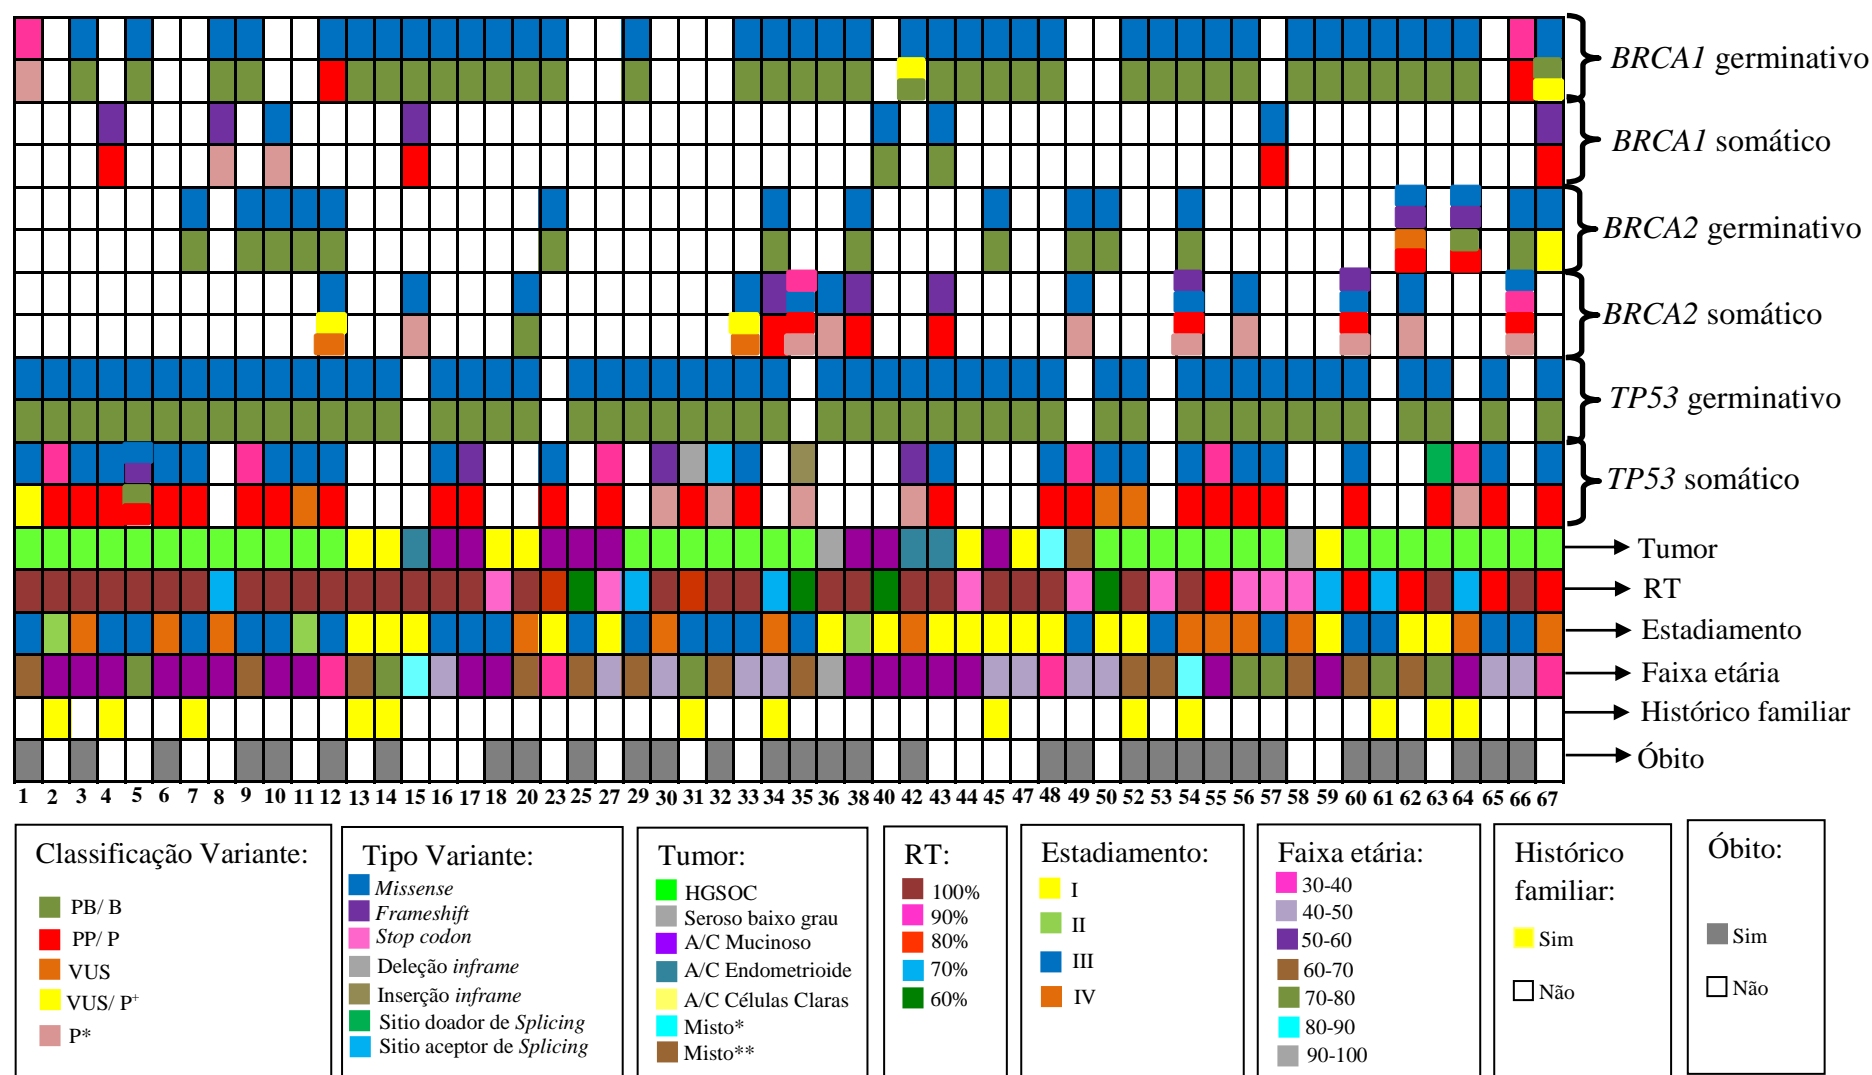 BRCA1 germinativo
BRCA1 somático
BRCA2 germinativo
BRCA2 somático
TP53 germinativo
TP53 somático
Tumor
RT
Estadiamento
Faixa etária
Histórico familiar
Óbito
1 2 3 4 5 6 7 8 9 10 11 12 13 14 15 16 17 18 20 23 25 27 29 30 31 32 33 34 35 36 38 40 42 43 44 45 47 48 49 50 52 53 54 55 56 57 58 59 60 61 62 63 64 65 66 67
Classificação Variante:
PB/ B
PP/ P
VUS
VUS/ P⁺
P*
Tipo Variante:
Missense
Frameshift
Stop codon
Deleção inframe
Inserção inframe
Sitio doador de Splicing
Sitio aceptor de Splicing
Tumor:
HGSOC
Seroso baixo grau
A/C Mucinoso
A/C Endometrioide
A/C Células Claras
Misto*
Misto**
RT:
100%
90%
80%
70%
60%
Estadiamento:
I
II
III
IV
Faixa etária:
30-40
40-50
50-60
60-70
70-80
80-90
90-100
Histórico
familiar:
Sim
Não
Óbito:
Sim
Não